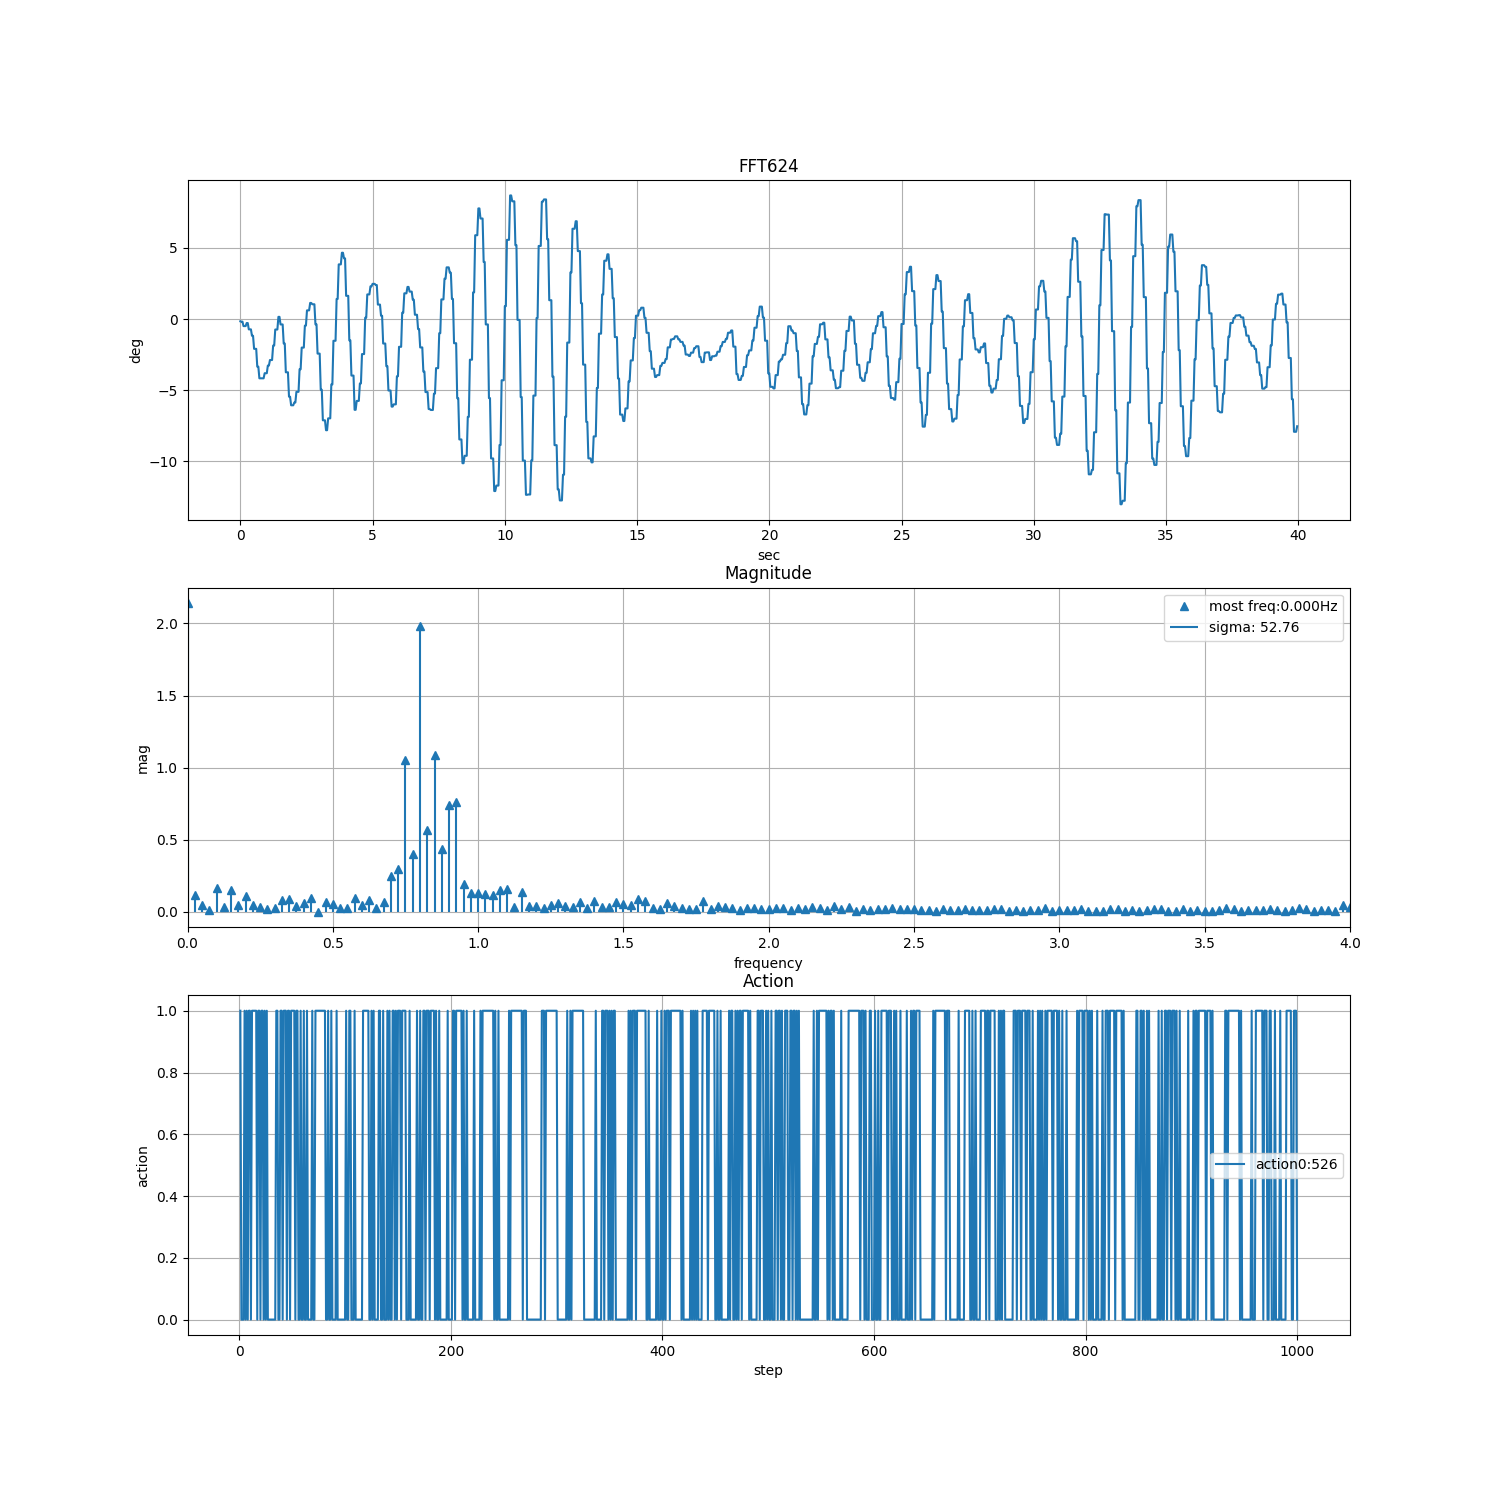 FFT624
deg
5
0
−5
−10
0 5 10 15 20 25 30 35 40
sec
Magnitude
mag
2.0
1.5
1.0
0.5
0.0
most freq:0.000Hz
sigma: 52.76
0.0 0.5 1.0 1.5 2.0 2.5 3.0 3.5 4.0
frequency
Action
action
1.0
0.8
0.6
0.4
0.2
0.0
action0:526
0 200 400 600 800 1000
step